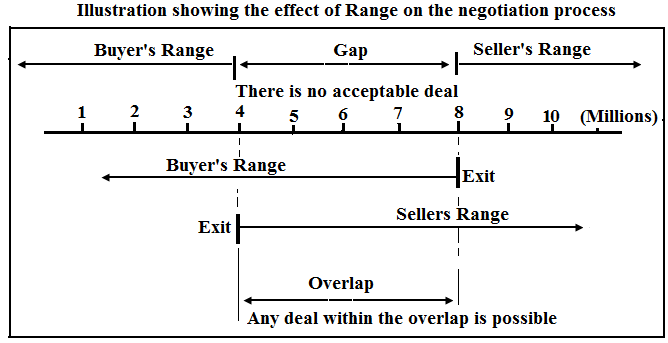 Illustration showing the effect of Range on the negotiation process
Buyer's Range Gap Seller's Range
There is no acceptable deal
1 2 3 4 5 6 7 8 9 10 (Millions)
Buyer's Range
Exit
Sellers Range
Exit
Overlap
Any deal within the overlap is possible